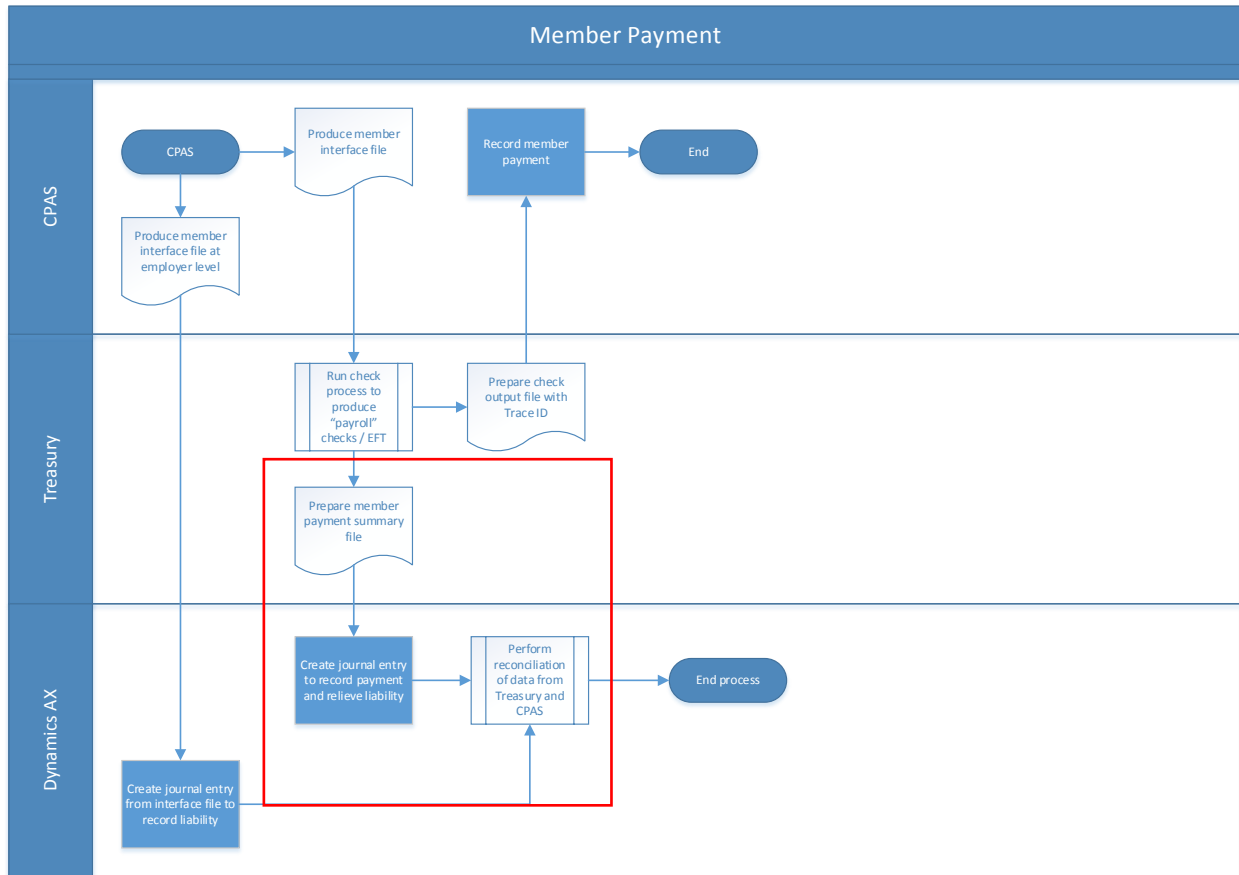 Member Payment
CPAS
CPAS
Produce member
interface file
Record member
payment
End
Produce member
interface file at
employer level
Treasury
Run check
process to
produce
“payroll”
checks / EFT
Prepare check
output file with
Trace ID
Prepare member
payment summary
file
Dynamics AX
Create journal entry
to record payment
and relieve liability
Perform
reconciliation
of data from
Treasury and
CPAS
End process
Create journal entry
from interface file to
record liability